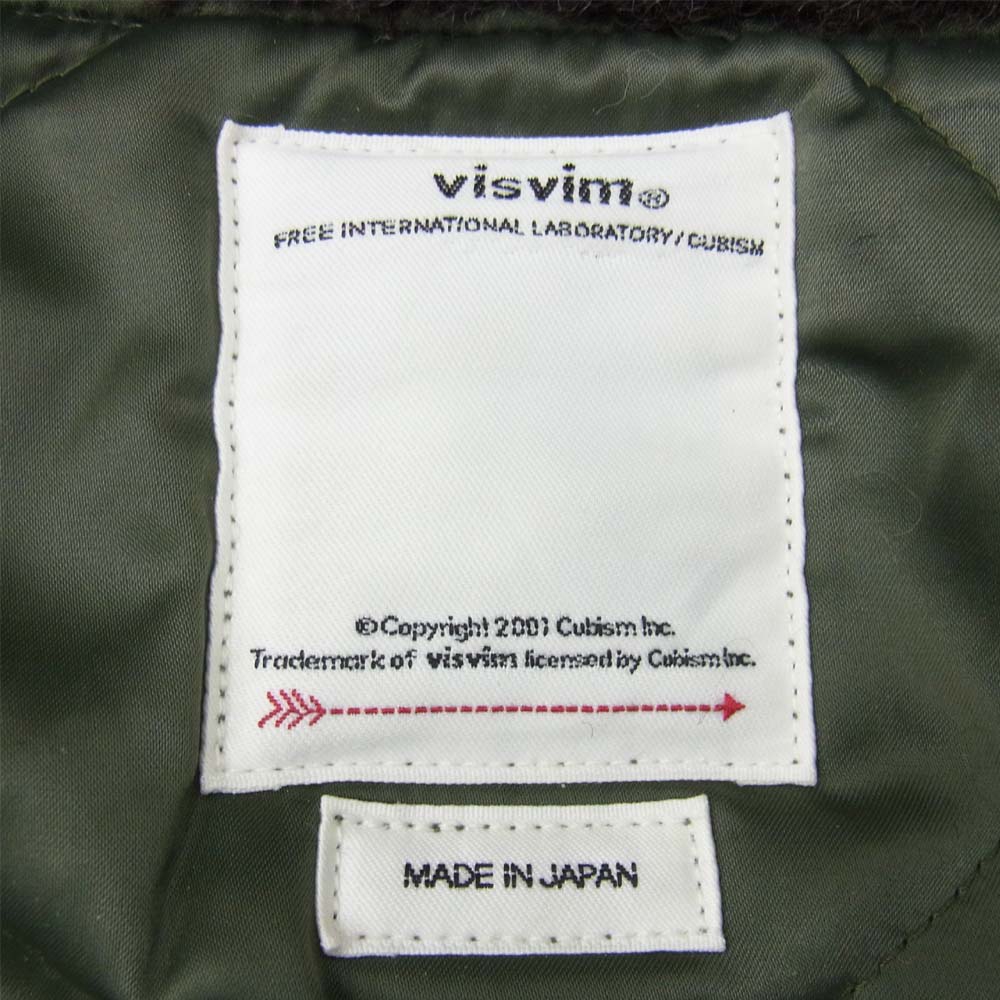 visvim®
FREE INTERNATIONAL LABORATORY/CUBISM
©Copyright 2001 Cubism Inc.
Trademark of visvim licensed by Cubism Inc.
MADE IN JAPAN